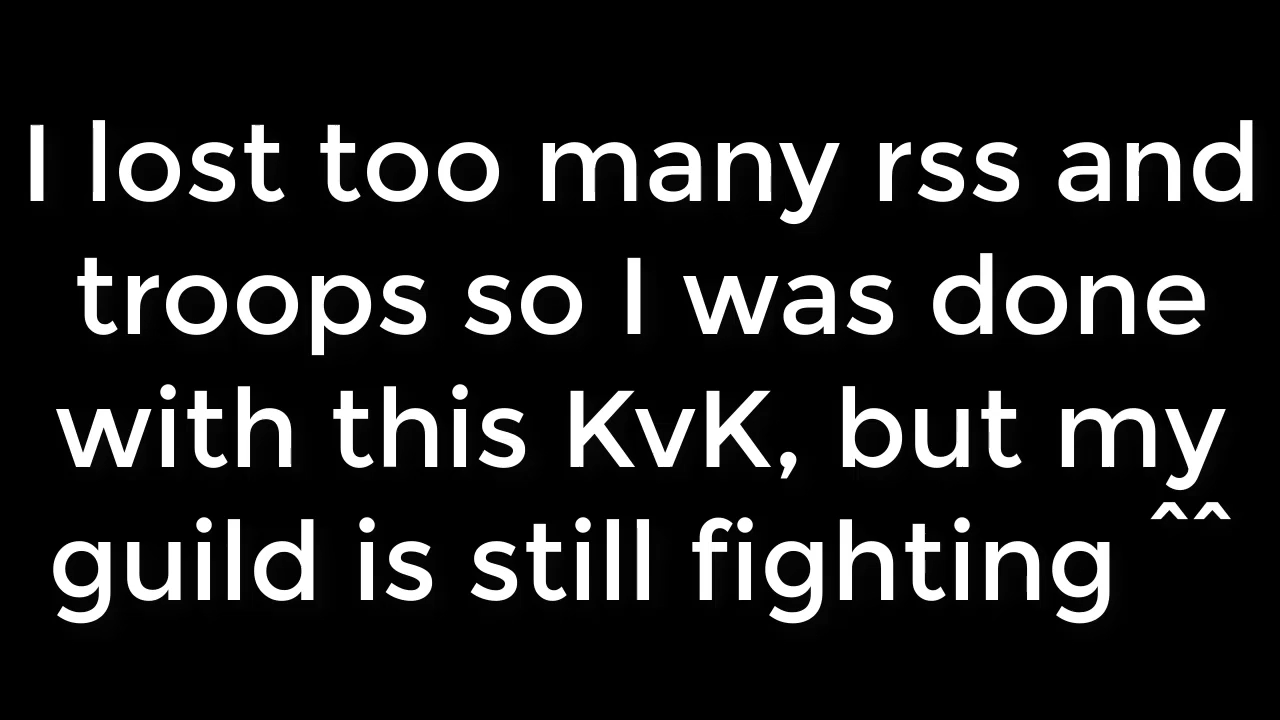 I lost too many rss and
troops so I was done
with this KvK, but my
guild is still fighting ^^